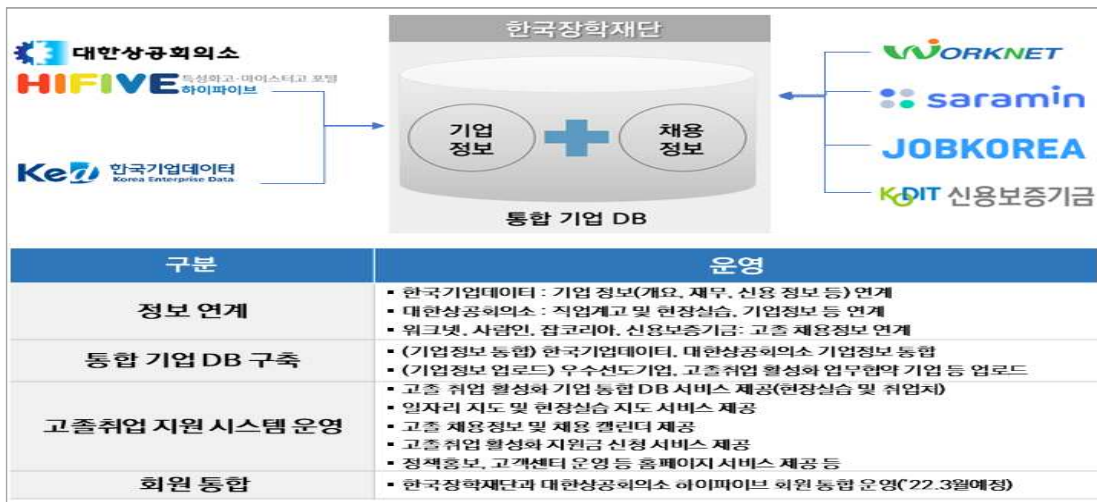 한국장학재단
대한상공회의소
HIFIVE 특성화고·마이스터고 포털
하이파이브
Ked 한국기업데이터
Korea Enterprise Data
기업
정보
채용
정보
통합 기업 DB
WORKNET
saramin
JOBKOREA
KODIT 신용보증기금
구분 운영
정보 연계
▪ 한국기업데이터 : 기업 정보(개요, 재무, 신용 정보 등) 연계
▪ 대한상공회의소 : 직업계고 및 현장실습, 기업정보 등 연계
▪ 워크넷, 사람인, 잡코리아, 신용보증기금: 고졸 채용정보 연계
통합 기업 DB 구축
▪ (기업정보 통합) 한국기업데이터, 대한상공회의소 기업정보 통합
▪ (기업정보 업로드) 우수선도기업, 고졸취업 활성화 업무협약 기업 등 업로드
고졸취업 지원 시스템 운영
▪ 고졸 취업 활성화 기업 통합 DB 서비스 제공(현장실습 및 취업처)
▪ 일자리 지도 및 현장실습 지도 서비스 제공
▪ 고졸 채용정보 및 채용 캘린더 제공
▪ 고졸취업 활성화 지원금 신청 서비스 제공
▪ 정책홍보, 고객센터 운영 등 홈페이지 서비스 제공 등
회원 통합
▪ 한국장학재단과 대한상공회의소 하이파이브 회원 통합 운영(`22.3월예정)